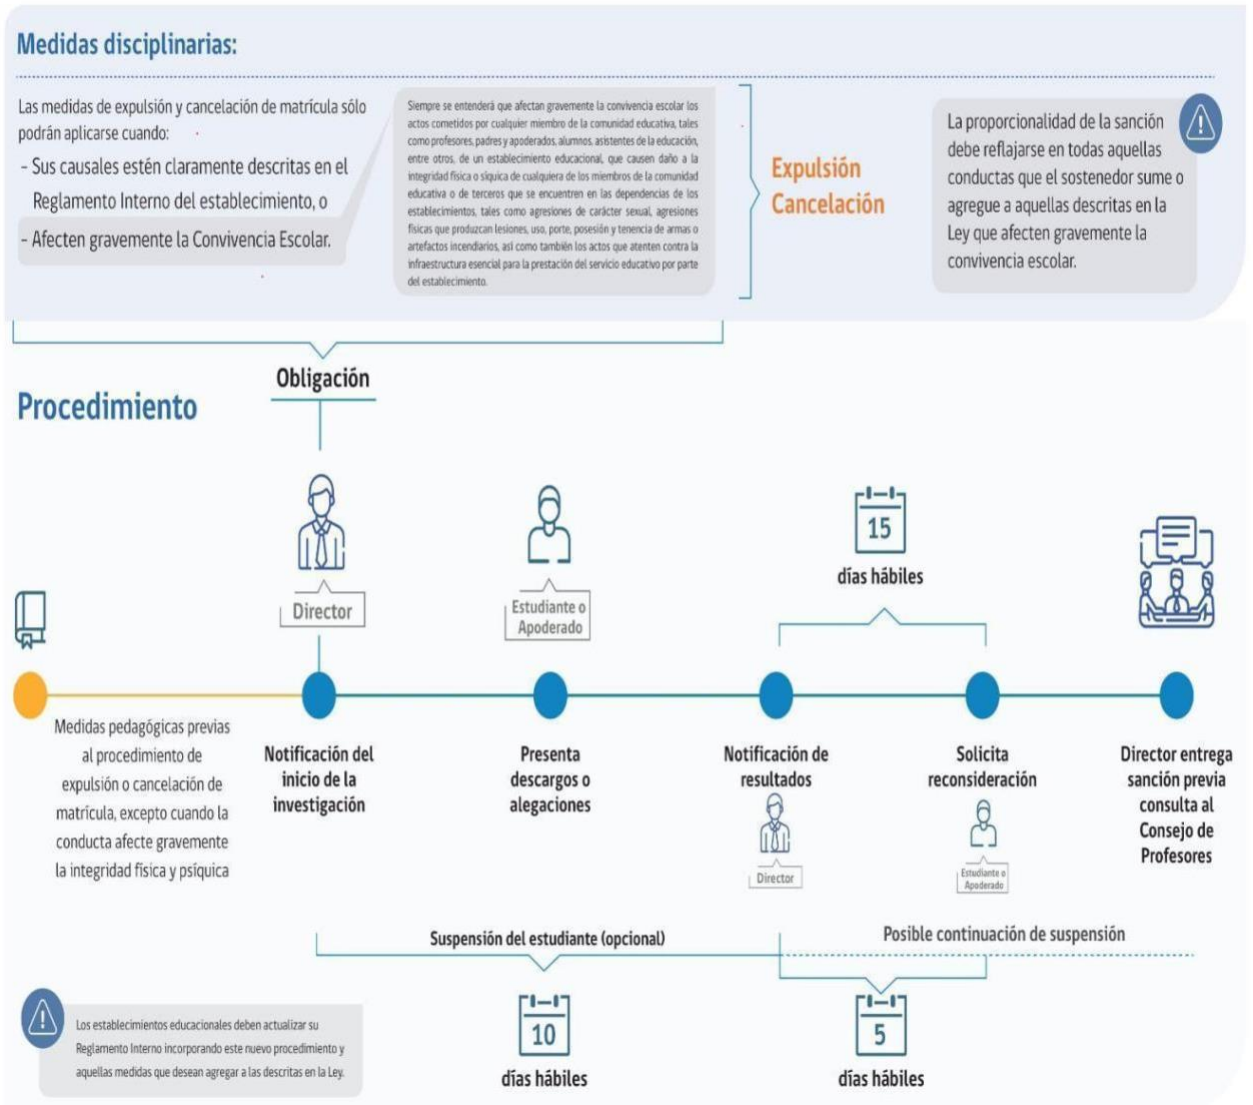 Medidas disciplinarias:
Las medidas de expulsión y cancelación de matrícula sólo
podrán aplicarse cuando:
- Sus causales estén claramente descritas en el
Reglamento Interno del establecimiento, o
- Afecten gravemente la Convivencia Escolar.
Siempre se entenderá que afectan gravemente la convivencia escolar los
actos cometidos por cualquier miembro de la comunidad educativa, tales
como profesores, padres y apoderados, alumnos, asistentes de la educación,
entre otros, de un establecimiento educacional, que causen daño a la
integridad física o síquica de cualquiera de los miembros de la comunidad
educativa o de terceros que se encuentren en las dependencias de los
establecimientos, tales como agresiones de carácter sexual, agresiones
físicas que produzcan lesiones, uso, porte, posesión y tenencia de armas o
artefactos incendiarios, así como también los actos que atenten contra la
infraestructura esencial para la prestación del servicio educativo por parte
del establecimiento.
Expulsión
Cancelación
La proporcionalidad de la sanción
debe reflajarse en todas aquellas
conductas que el sostenedor sume o
agregue a aquellas descritas en la
Ley que afecten gravemente la
convivencia escolar.
Obligación
Procedimiento
Director
Estudiante o
Apoderado
15
días hábiles
Medidas pedagógicas previas
al procedimiento de
expulsión o cancelación de
matrícula, excepto cuando la
conducta afecte gravemente
la integridad física y psíquica
Notificación del
inicio de la
investigación
Presenta
descargos o
alegaciones
Notificación de
resultados
Director
Solicita
reconsideración
Estudiante o
Apoderado
Director entrega
sanción previa
consulta al
Consejo de
Profesores
Suspensión del estudiante (opcional)
Posible continuación de suspensión
10
días hábiles
5
días hábiles
Los establecimientos educacionales deben actualizar su
Reglamento Interno incorporando este nuevo procedimiento y
aquellas medidas que desean agregar a las descritas en la Ley.